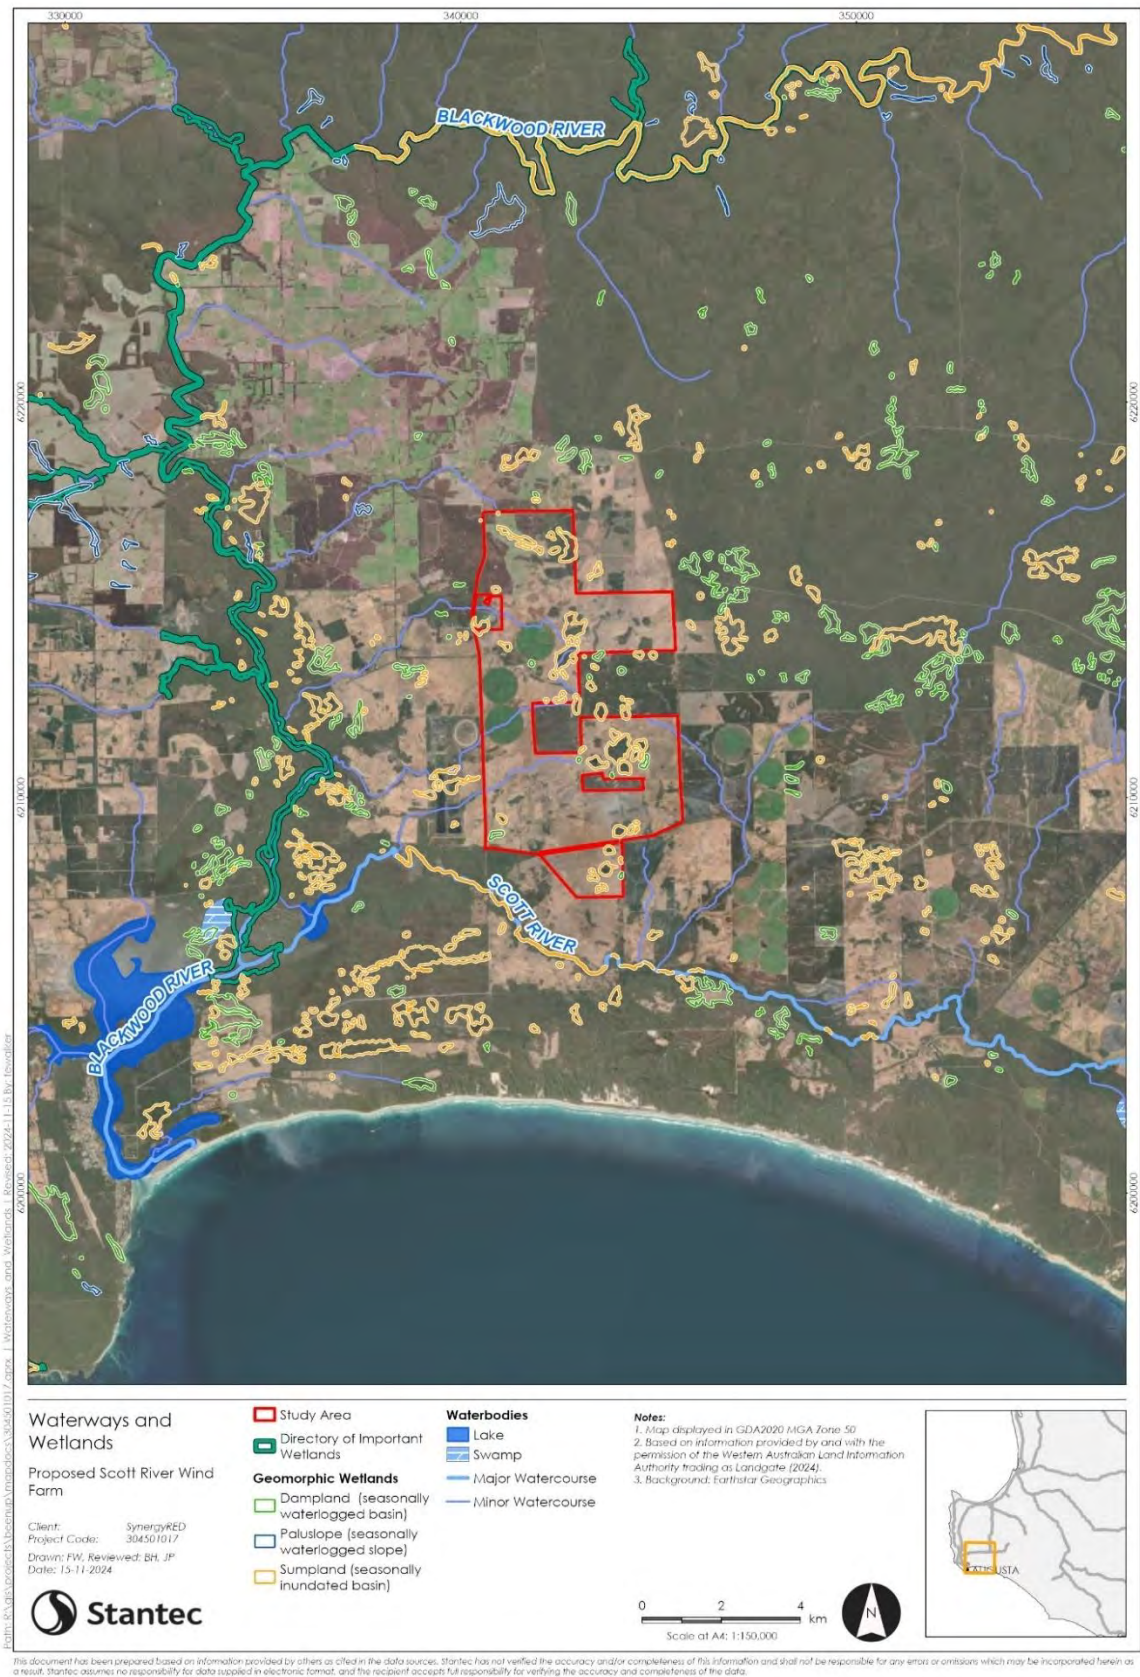 330000
340000
350000
BLACKWOOD RIVER
6220000
6220000
6210000
6210000
SCOTT RIVER
BLACKWOOD RIVER
6200000
6200000
Waterways and
Wetlands
Proposed Scott River Wind
Farm
Client: SynergyRED
Project Code: 304501017
Drawn: FW, Reviewed: BH, JP
Date: 15-11-2024
Stantec
Study Area
Directory of Important
Wetlands
Geomorphic Wetlands
Dampland (seasonally
waterlogged basin)
Paluslope (seasonally
waterlogged slope)
Sumpland (seasonally
inundated basin)
Waterbodies
Lake
Swamp
Major Watercourse
Minor Watercourse
Notes:
1. Map displayed in GDA2020 MGA Zone 50
2. Based on information provided by and with the
permission of the Western Australian Land Information
Authority trading as Landgate (2024).
3. Background: Earthstar Geographics
0 2 4
km
Scale at A4: 1:150,000
N
AUGUSTA
This document has been prepared based on information provided by others as cited in the data sources. Stantec has not verified the accuracy and/or completeness of this information and shall not be responsible for any errors or omissions which may be incorporated herein as
a result. Stantec assumes no responsibility for data supplied in electronic format, and the recipient accepts full responsibility for verifying the accuracy and completeness of the data.